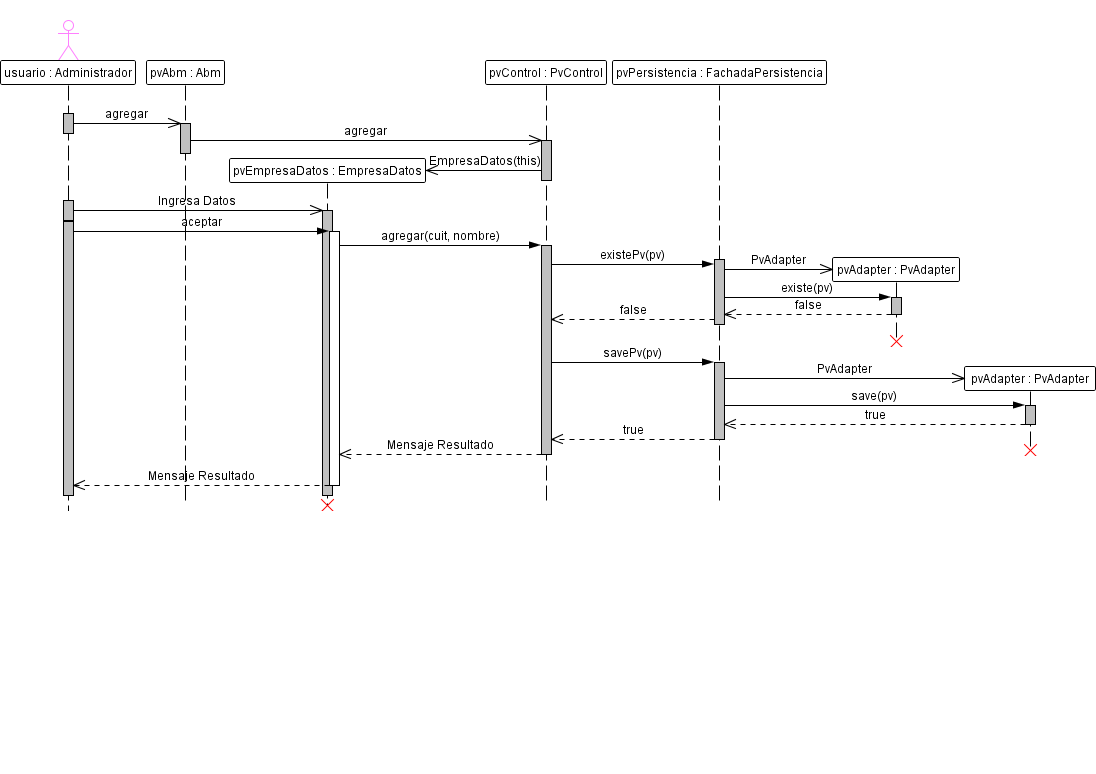 usuario : Administrador
pvAbm : Abm
pvControl : PvControl
pvPersistencia : FachadaPersistencia
agregar
agregar
EmpresaDatos(this)
pvEmpresaDatos : EmpresaDatos
Ingresa Datos
aceptar
agregar(cuit, nombre)
existePv(pv)
PvAdapter
pvAdapter : PvAdapter
existe(pv)
false
false
savePv(pv)
PvAdapter
pvAdapter : PvAdapter
save(pv)
true
true
Mensaje Resultado
Mensaje Resultado